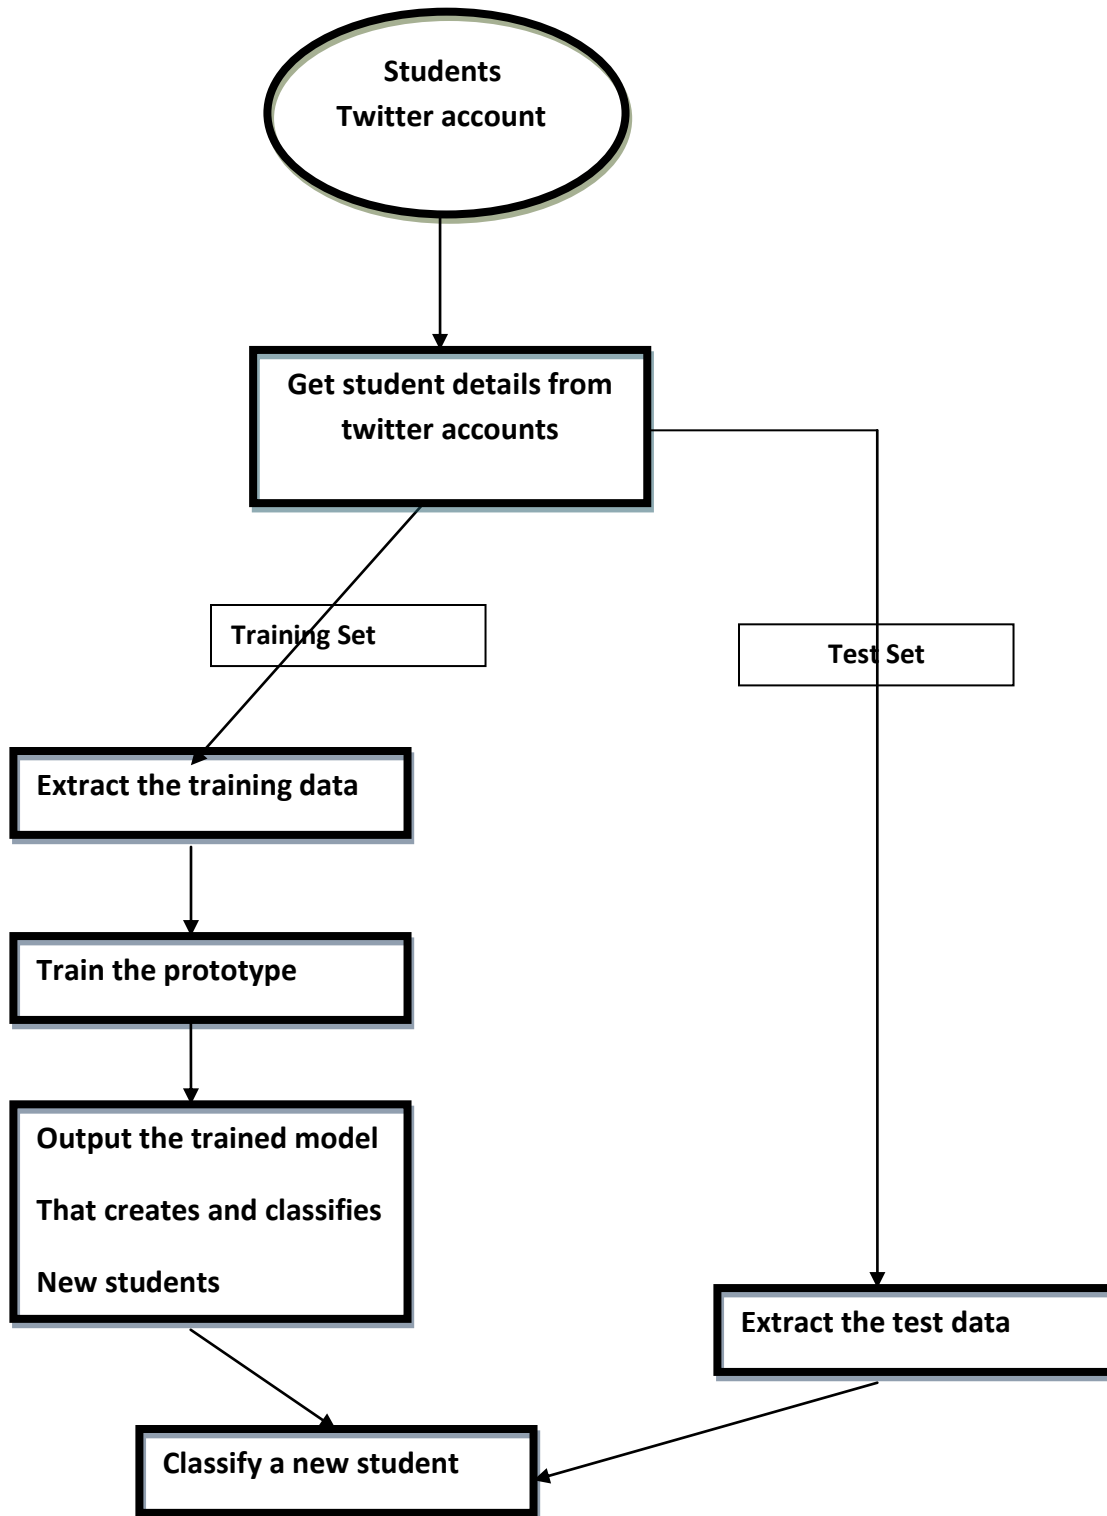 Students
Twitter account
Get student details from
twitter accounts
Training Set
Test Set
Extract the training data
Train the prototype
Output the trained model
That creates and classifies
New students
Extract the test data
Classify a new student